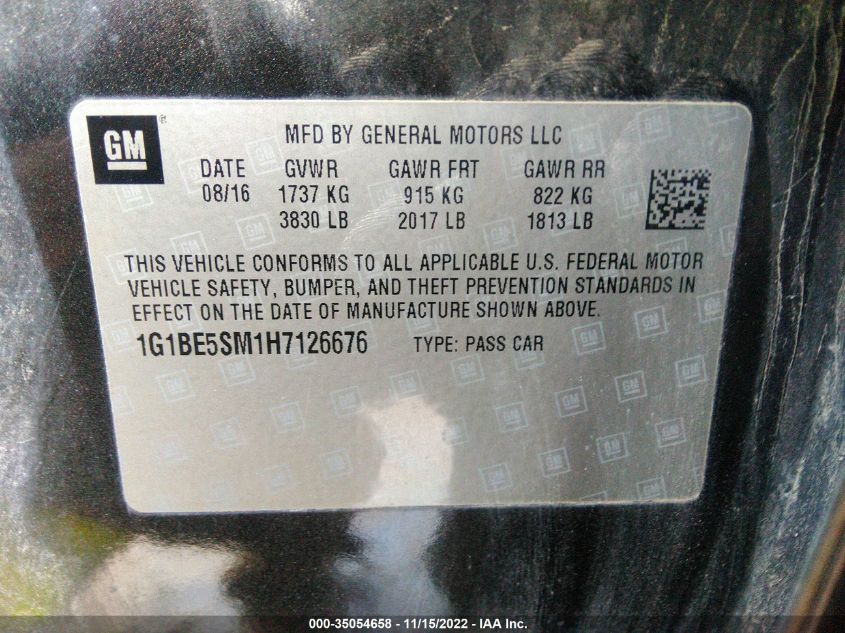 GM
MFD BY GENERAL MOTORS LLC
DATE GVWR GAWR FRT GAWR RR
08/16 1737 KG 915 KG 822 KG
3830 LB 2017 LB 1813 LB
THIS VEHICLE CONFORMS TO ALL APPLICABLE U.S. FEDERAL MOTOR
VEHICLE SAFETY, BUMPER, AND THEFT PREVENTION STANDARDS IN
EFFECT ON THE DATE OF MANUFACTURE SHOWN ABOVE.
1G1BE5SM1H7126676 TYPE: PASS CAR
000-35054658 - 11/15/2022 - IAA Inc.